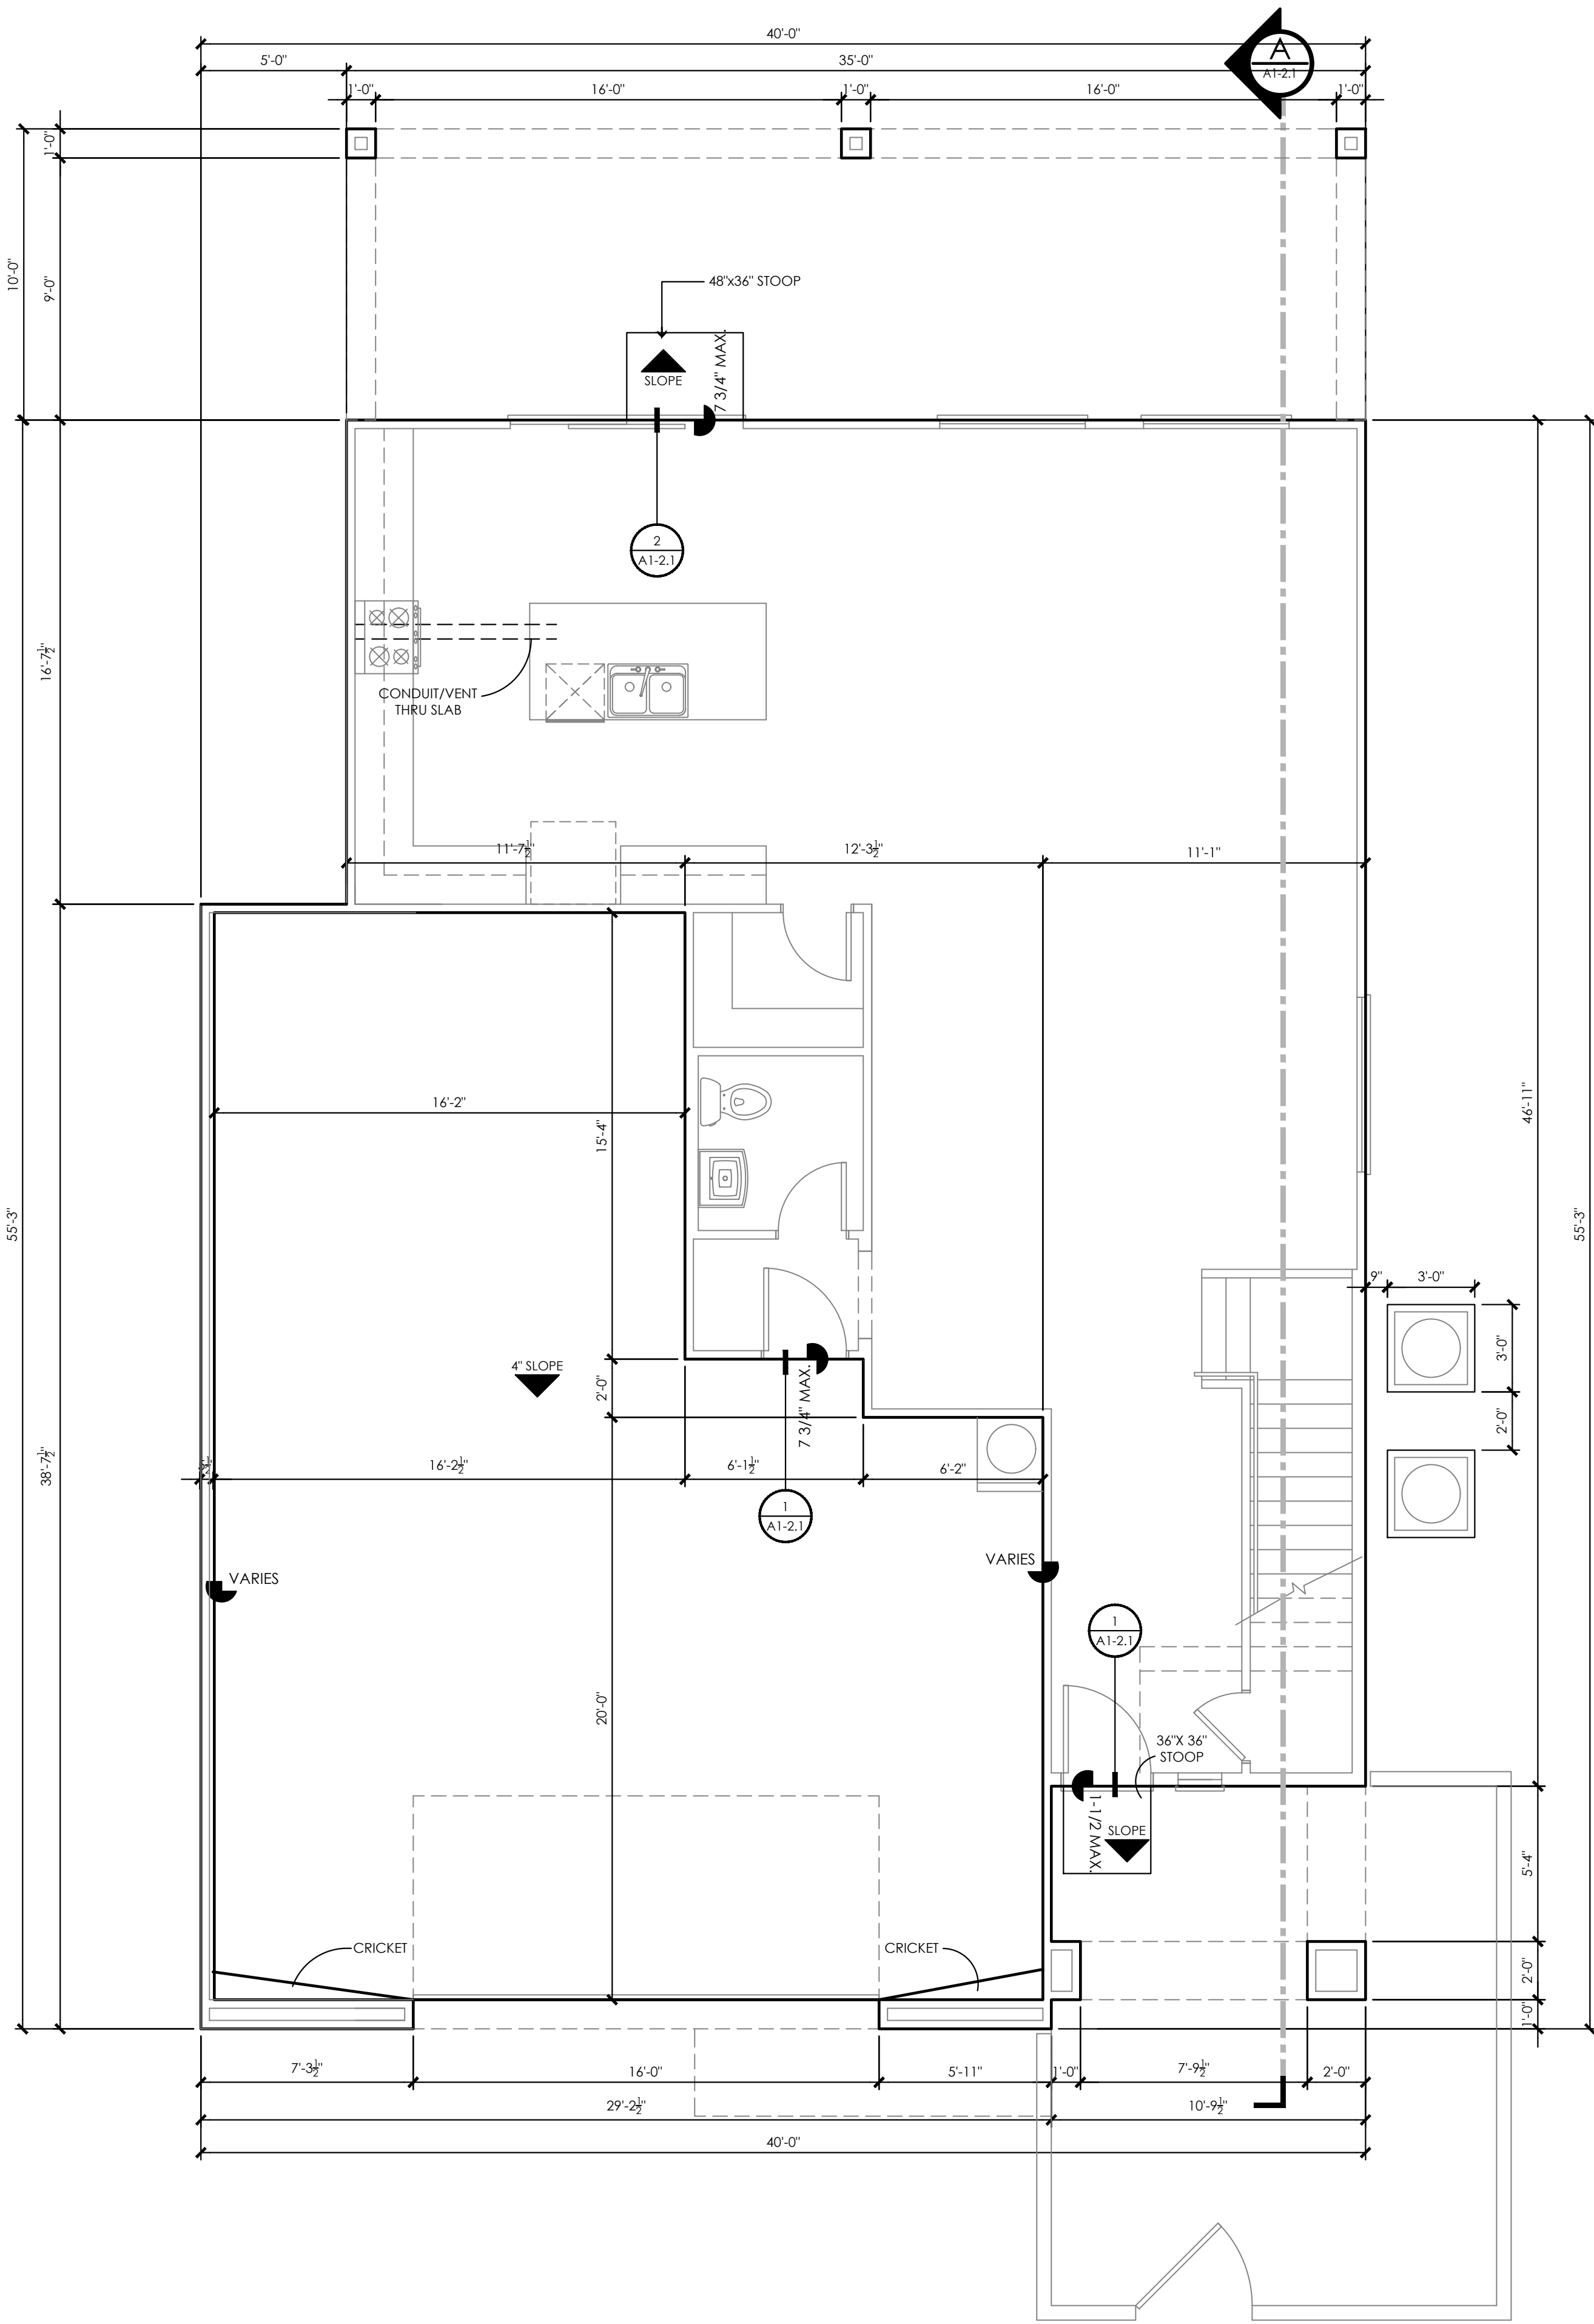 40'-0"
5'-0"
35'-0"
A
A1-2.1
1'-0"
16'-0"
1'-0"
16'-0"
1'-0"
1'-0"
10'-0"
9'-0"
48"x36" STOOP
7 3/4" MAX.
SLOPE
2
A1-2.1
16'-7½"
CONDUIT/VENT
THRU SLAB
11'-7½"
12'-3½"
11'-1"
16'-2"
15'-4"
46'-11"
55'-3"
55'-3"
9"
3'-0"
3'-0"
4" SLOPE
2'-0"
7 3/4" MAX.
2'-0"
38'-7½"
16'-2½"
6'-1½"
6'-2"
1
A1-2.1
VARIES
VARIES
1
A1-2.1
20'-0"
36"X 36"
STOOP
1-1/2 MAX.
SLOPE
5'-4"
CRICKET
CRICKET
2'-0"
1'-0"
7'-3½"
16'-0"
5'-11"
1'-0"
7'-9½"
2'-0"
29'-2½"
10'-9½"
40'-0"